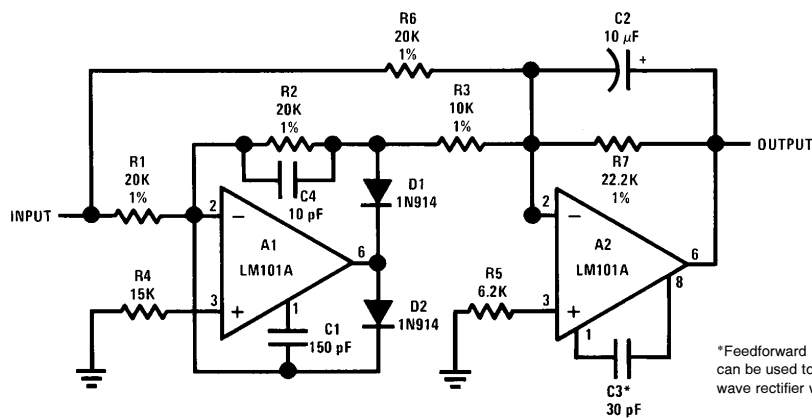 R6
20K
1%
C2
10 μF
+
R2
20K
1%
R3
10K
1%
R1
20K
1%
C4
10 pF
D1
1N914
R7
22.2K
1%
OUTPUT
INPUT
2
−
A1
LM101A
6
2
−
A2
LM101A
6
8
R4
15K
3
+
1
D2
1N914
R5
6.2K
3
+
1
C1
150 pF
C3*
30 pF
*Feedforward
can be used to
wave rectifier